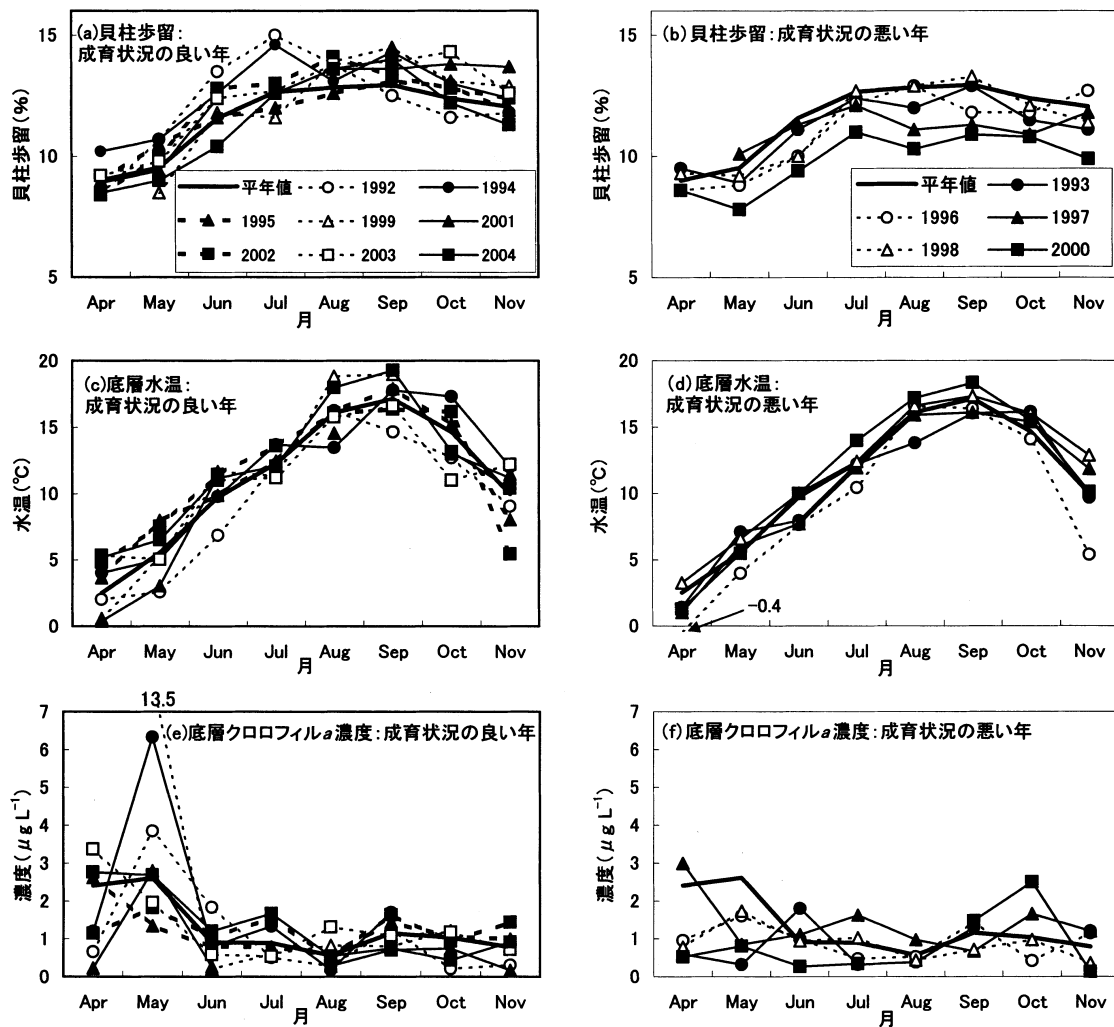 (a)貝柱歩留:
成育状況の良い年
15
10
5
貝柱歩留(%)
平年値
1992
1994
1995
1999
2001
2002
2003
2004
Apr May Jun Jul Aug Sep Oct Nov
月
(b)貝柱歩留:成育状況の悪い年
15
10
5
貝柱歩留(%)
平年値
1993
1996
1997
1998
2000
Apr May Jun Jul Aug Sep Oct Nov
月
(c)底層水温:
成育状況の良い年
20
15
10
5
0
水温(℃)
Apr May Jun Jul Aug Sep Oct Nov
月
(d)底層水温:
成育状況の悪い年
20
15
10
5
0
水温(℃)
-0.4
Apr May Jun Jul Aug Sep Oct Nov
月
13.5
(e)底層クロロフィルa濃度:成育状況の良い年
7
6
5
4
3
2
1
0
濃度(μg L⁻¹)
Apr May Jun Jul Aug Sep Oct Nov
月
(f)底層クロロフィルa濃度:成育状況の悪い年
7
6
5
4
3
2
1
0
濃度(μg L⁻¹)
Apr May Jun Jul Aug Sep Oct Nov
月